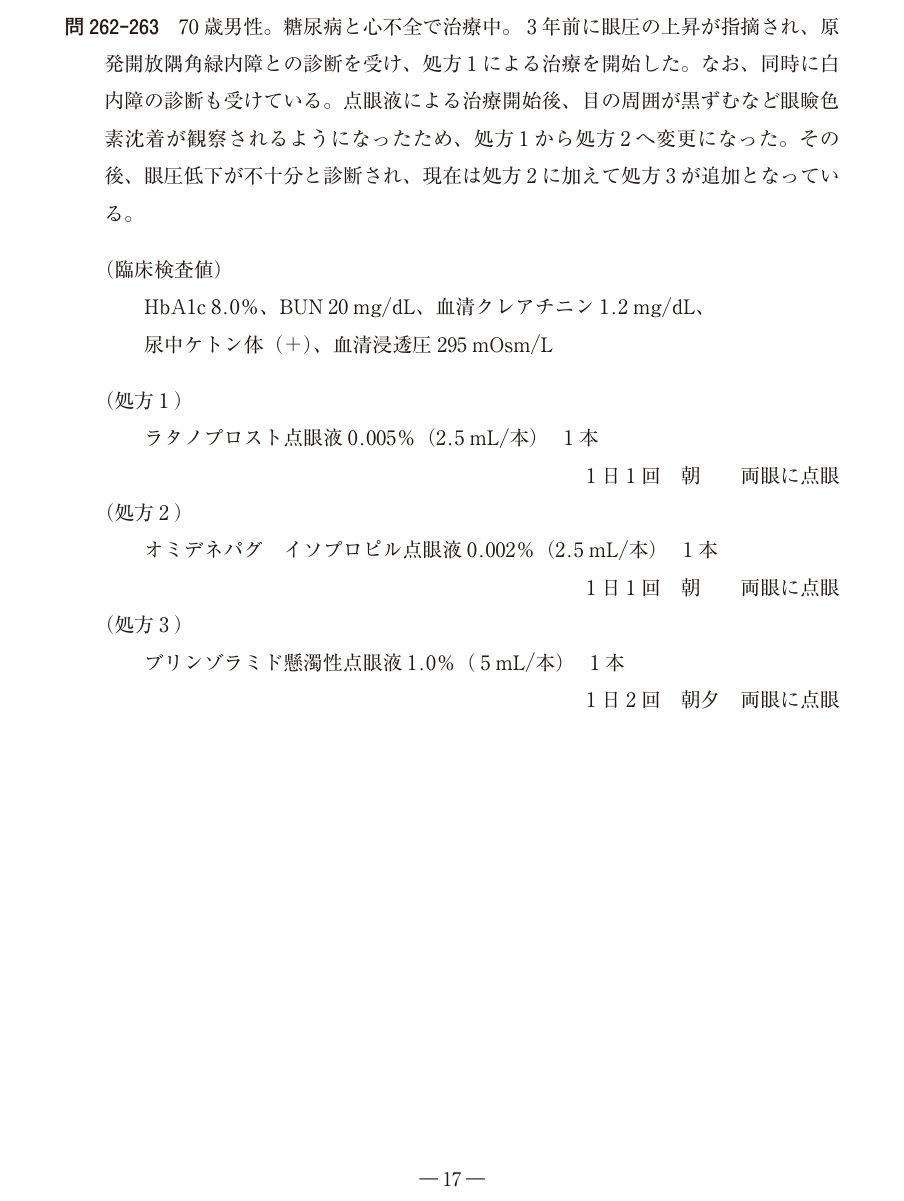 問 262-263　70 歳男性。糖尿病と心不全で治療中。３年前に眼圧の上昇が指摘され、原
発開放隅角緑内障との診断を受け、処方１による治療を開始した。なお、同時に白
内障の診断も受けている。点眼液による治療開始後、目の周囲が黒ずむなど眼瞼色
素沈着が観察されるようになったため、処方１から処方２へ変更になった。その
後、眼圧低下が不十分と診断され、現在は処方２に加えて処方３が追加となってい
る。
（臨床検査値）
HbA1c 8.0％、BUN 20 mg/dL、血清クレアチニン 1.2 mg/dL、
尿中ケトン体（＋）、血清浸透圧 295 mOsm/L
（処方１）
ラタノプロスト点眼液 0.005％（2.5 mL/本）　１本
１日１回　朝　　両眼に点眼
（処方２）
オミデネパグ　イソプロピル点眼液 0.002％（2.5 mL/本）　１本
１日１回　朝　　両眼に点眼
（処方３）
ブリンゾラミド懸濁性点眼液 1.0％（５mL/本）　１本
１日２回　朝夕　両眼に点眼
― 17 ―